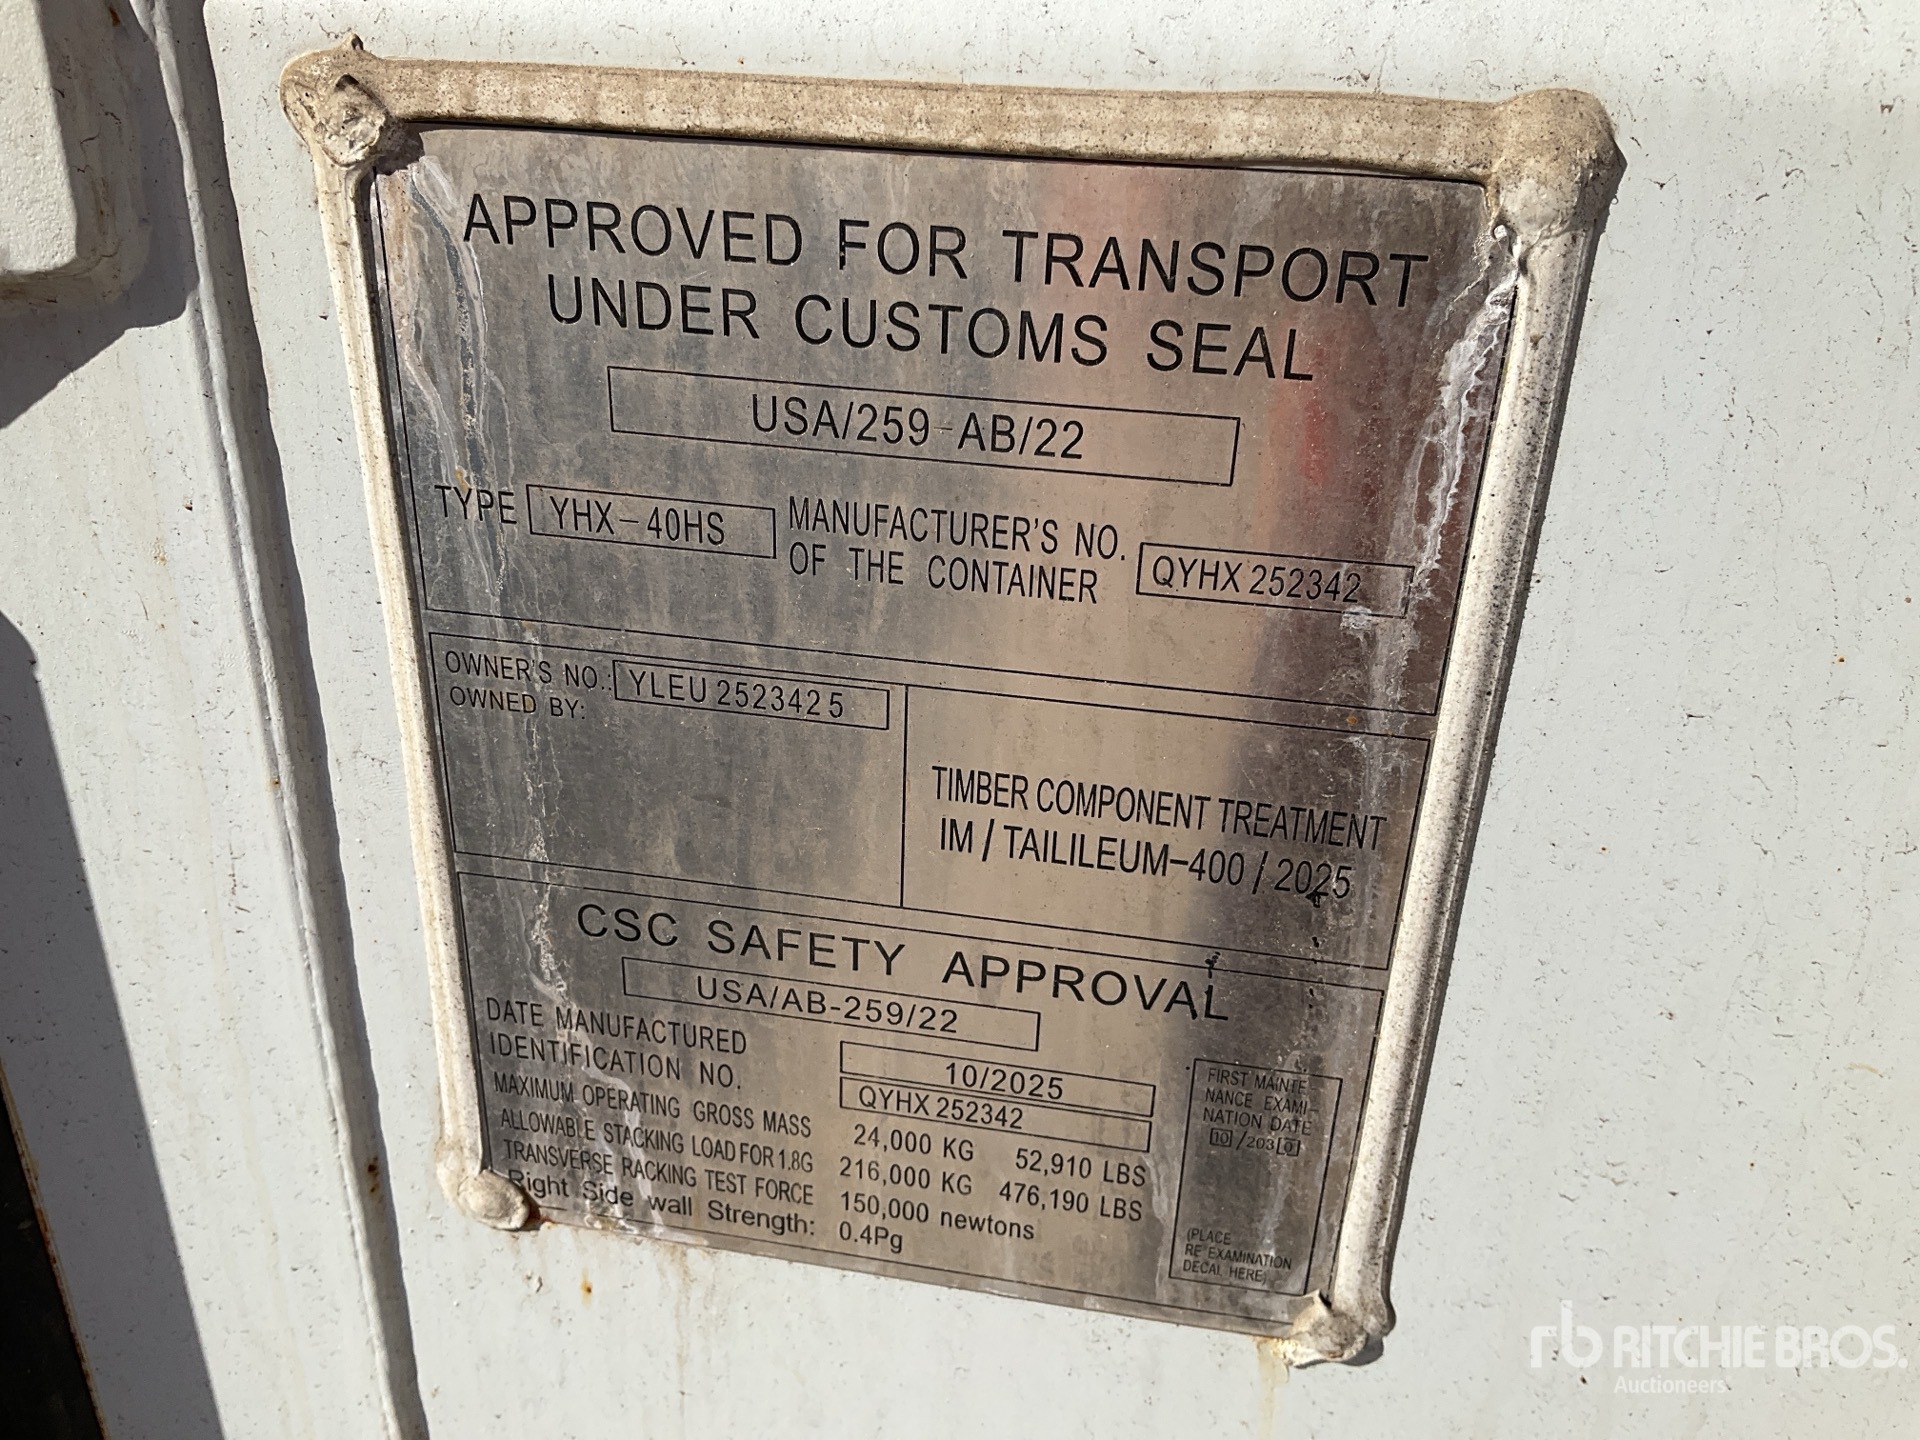 APPROVED FOR TRANSPORT
UNDER CUSTOMS SEAL
USA/259-AB/22
TYPE YHX-40HS
MANUFACTURER'S NO.
OF THE CONTAINER
QYHX 252342
OWNER'S NO.: YLEU 252342 5
OWNED BY:
TIMBER COMPONENT TREATMENT
IM / TAILILEUM-400 / 2025
CSC SAFETY APPROVAL
USA/AB-259/22
DATE MANUFACTURED 10/2025
IDENTIFICATION NO. QYHX 252342
MAXIMUM OPERATING GROSS MASS 24,000 KG 52,910 LBS
ALLOWABLE STACKING LOAD FOR 1.8G 216,000 KG 476,190 LBS
TRANSVERSE RACKING TEST FORCE 150,000 newtons
Right Side wall Strength: 0.4Pg
FIRST MAINTE-
NANCE EXAMI-
NATION DATE
10/2030
(PLACE
RE EXAMINATION
DECAL HERE)
rb RITCHIE BROS.
Auctioneers